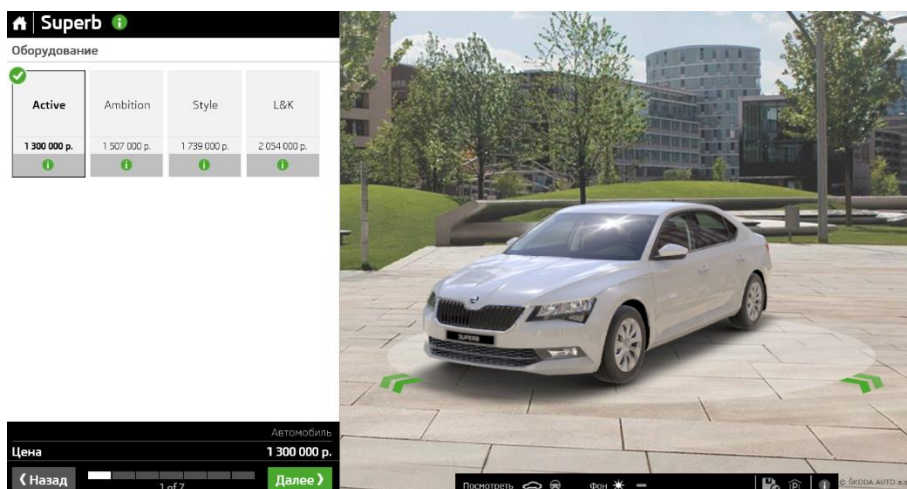 Superb
Оборудование
Active
Ambition
Style
L&K
1 300 000 р.
1 507 000 р.
1 739 000 р.
2 054 000 р.
Автомобиль
Цена
1 300 000 р.
Назад
1 of 7
Далее
SUPERB
Посмотреть
Фон
© ŠKODA AUTO a.s.